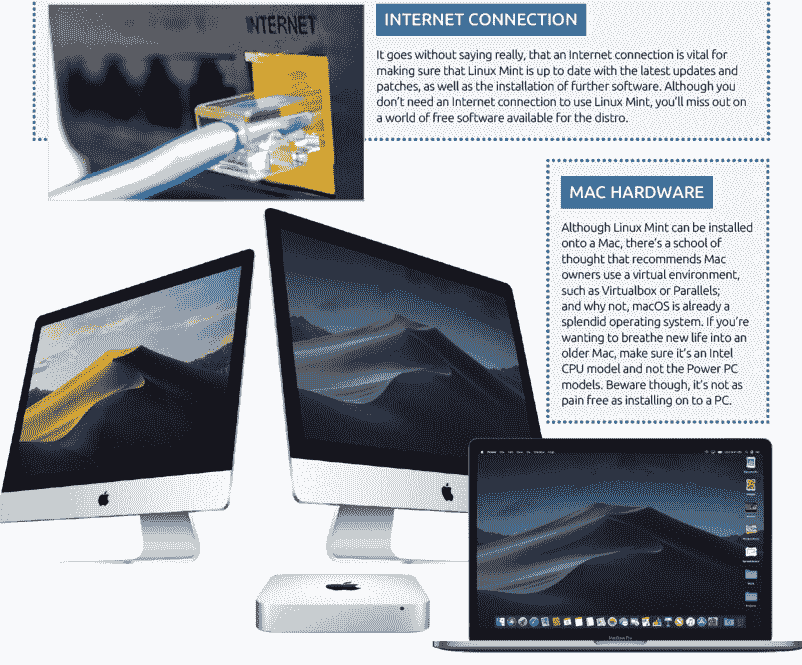 INTERNET
INTERNET CONNECTION
It goes without saying really, that an Internet connection is vital for
making sure that Linux Mint is up to date with the latest updates and
patches, as well as the installation of further software. Although you
don't need an Internet connection to use Linux Mint, you'll miss out on
a world of free software available for the distro.
MAC HARDWARE
Although Linux Mint can be installed
onto a Mac, there's a school of
thought that recommends Mac
owners use a virtual environment,
such as Virtualbox or Parallels;
and why not, macOS is already a
splendid operating system. If you're
wanting to breathe new life into an
older Mac, make sure it's an Intel
CPU model and not the Power PC
models. Beware though, it's not as
pain free as installing on to a PC.
MacBook Pro